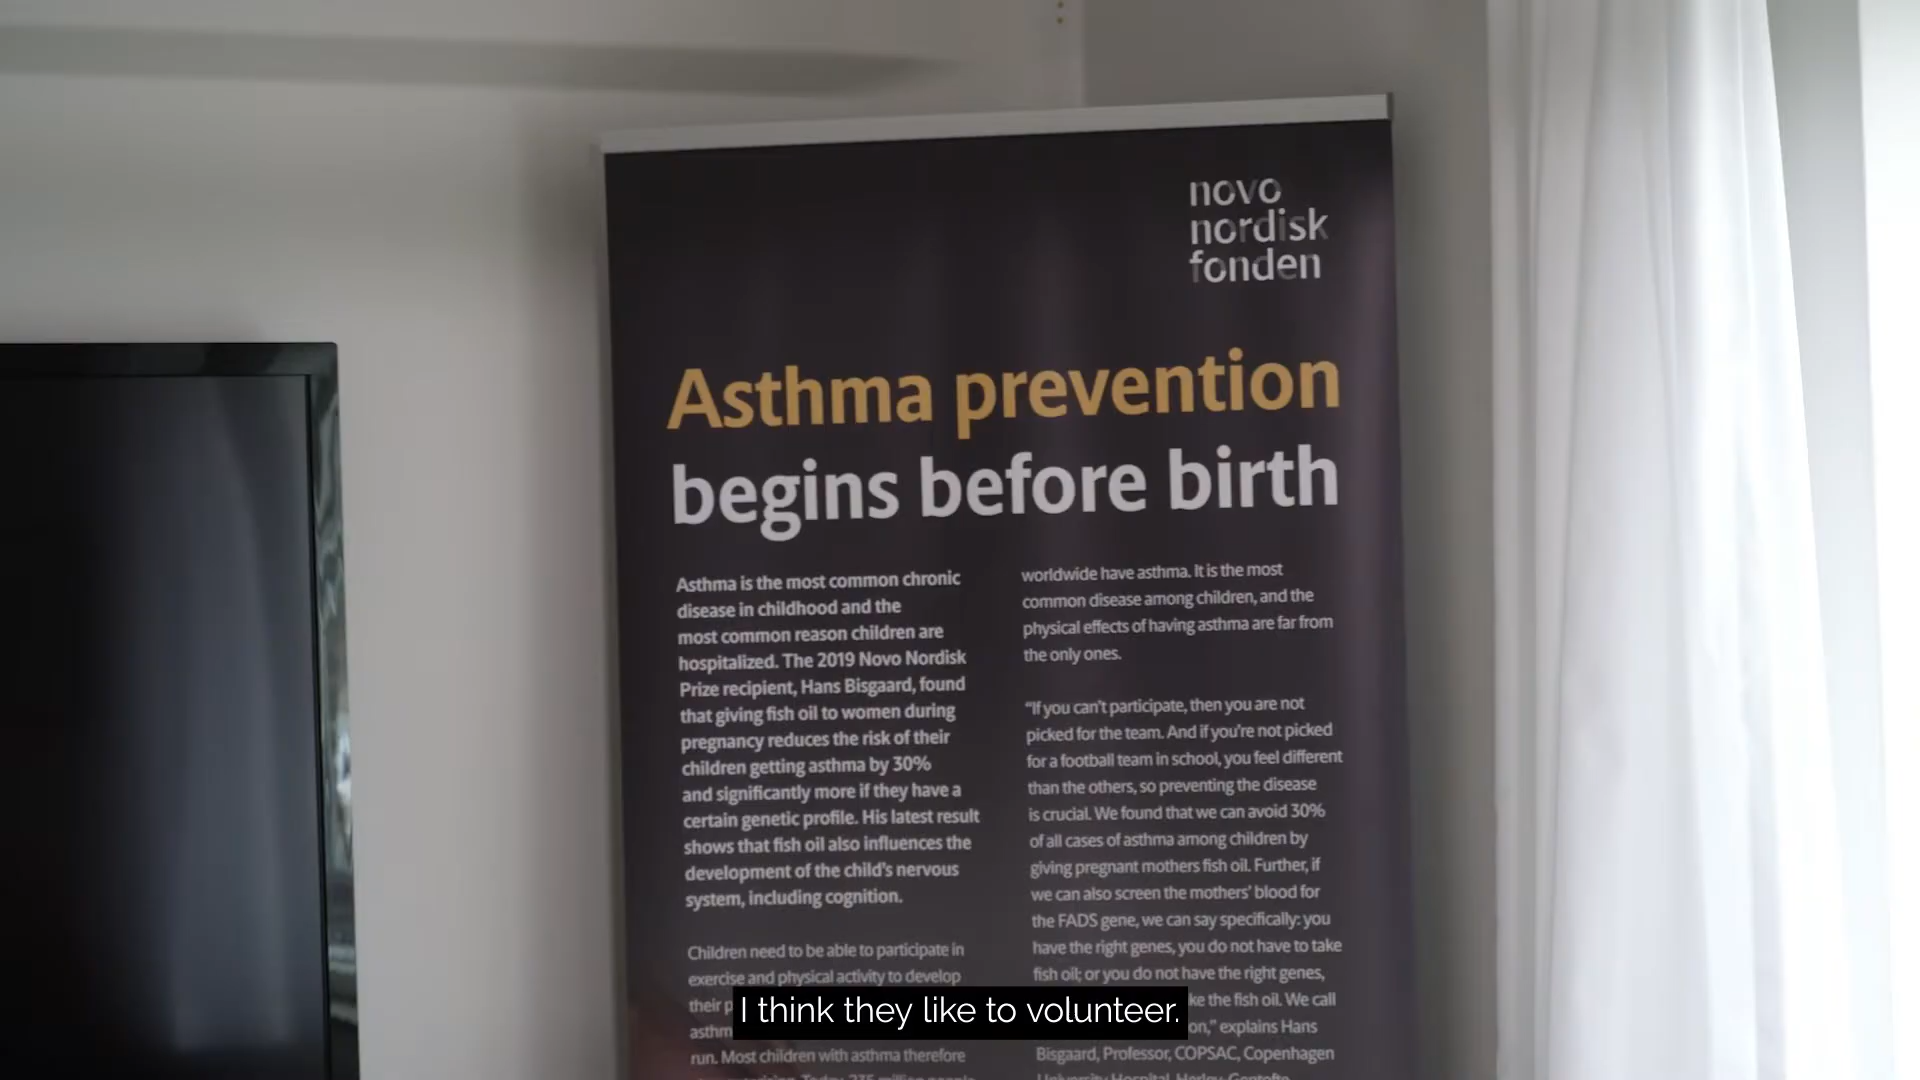 novo
nordisk
fonden
Asthma prevention
begins before birth
Asthma is the most common chronic
disease in childhood and the
most common reason children are
hospitalized. The 2019 Novo Nordisk
Prize recipient, Hans Bisgaard, found
that giving fish oil to women during
pregnancy reduces the risk of their
children getting asthma by 30%
and significantly more if they have a
certain genetic profile. His latest result
shows that fish oil also influences the
development of the child's nervous
system, including cognition.
Children need to be able to participate in
exercise and physical activity to develop
their
run. Most children with asthma therefore
worldwide have asthma. It is the most
common disease among children, and the
physical effects of having asthma are far from
the only ones.
"If you can't participate, then you are not
picked for the team. And if you're not picked
for a football team in school, you feel different
than the others, so preventing the disease
is crucial. We found that we can avoid 30%
of all cases of asthma among children by
giving pregnant mothers fish oil. Further, if
we can also screen the mothers' blood for
the FADS gene, we can say specifically: you
have the right genes, you do not have to take
fish oil; or you do not have the right genes,
the fish oil. We call
explains Hans
Bisgaard, Professor, COPSAC, Copenhagen
I think they like to volunteer.